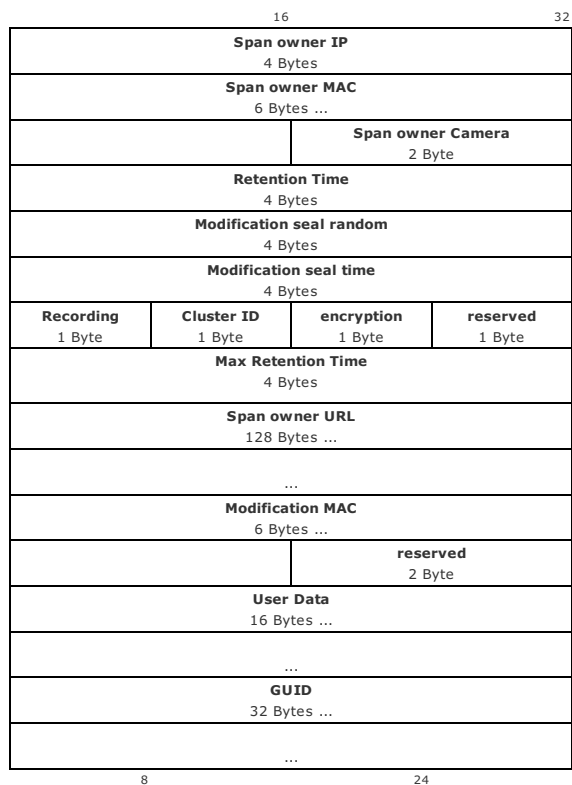 16 32
Span owner IP
4 Bytes
Span owner MAC
6 Bytes ...
Span owner Camera
2 Byte
Retention Time
4 Bytes
Modification seal random
4 Bytes
Modification seal time
4 Bytes
Recording Cluster ID encryption reserved
1 Byte 1 Byte 1 Byte 1 Byte
Max Retention Time
4 Bytes
Span owner URL
128 Bytes ...
...
Modification MAC
6 Bytes ...
reserved
2 Byte
User Data
16 Bytes ...
...
GUID
32 Bytes ...
...
8 24